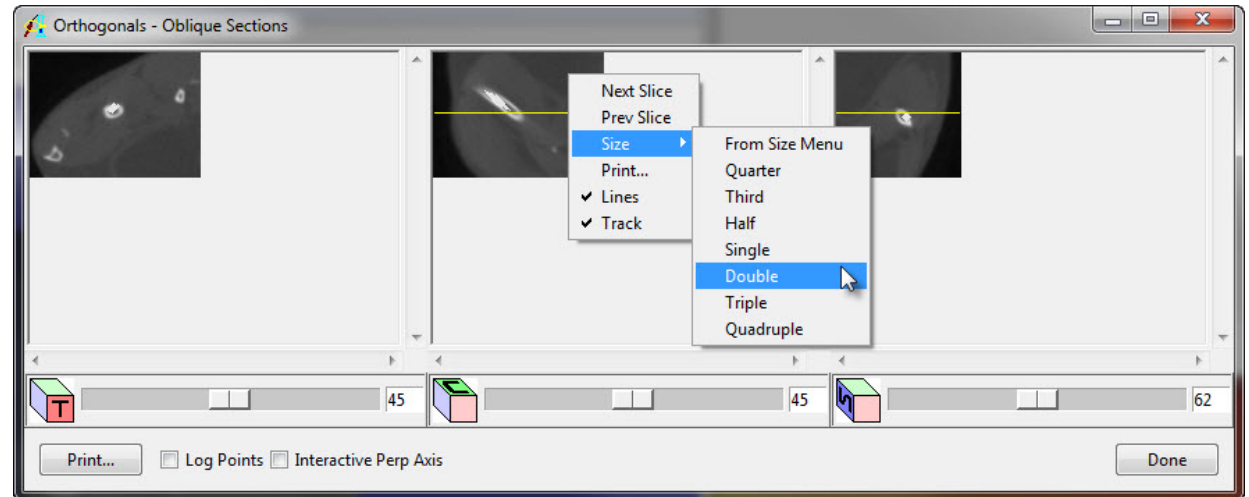 Orthogonals - Oblique Sections
Next Slice
Prev Slice
Size
Print...
Lines
Track
From Size Menu
Quarter
Third
Half
Single
Double
Triple
Quadruple
T
45
C
45
S
62
Print...
Log Points
Interactive Perp Axis
Done